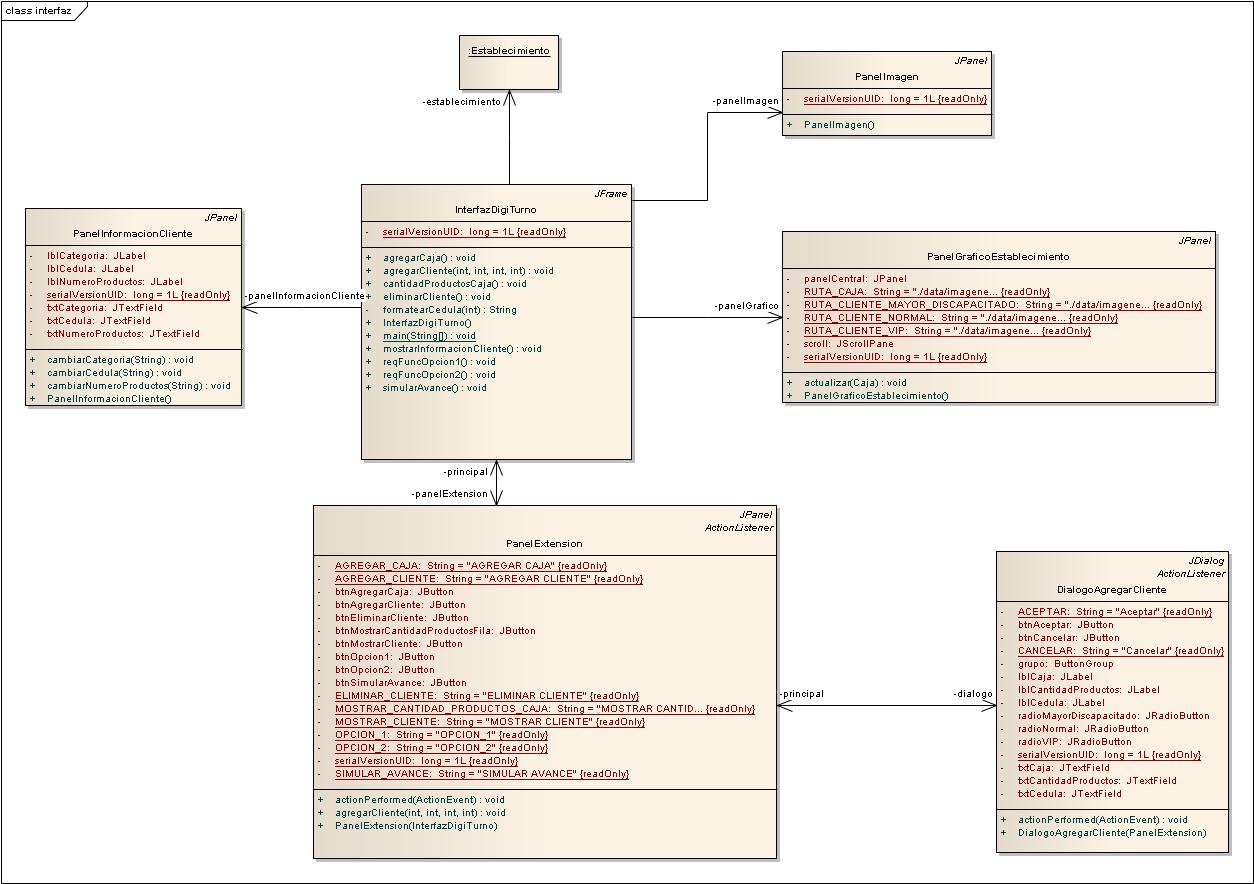 class interfaz
:Establecimiento
-establecimiento
JPanel
PanelImagen
- serialVersionUID: long = 1L {readOnly}
+ PanelImagen()
-panelImagen
JFrame
InterfazDigiTurno
- serialVersionUID: long = 1L {readOnly}
+ agregarCaja() : void
+ agregarCliente(int, int, int, int) : void
+ cantidadProductosCaja() : void
+ eliminarCliente() : void
- formatearCedula(int) : String
+ InterfazDigiTurno()
+ main(String[]) : void
+ mostrarInformacionCliente() : void
+ reqFuncOpcion1() : void
+ reqFuncOpcion2() : void
+ simularAvance() : void
JPanel
PanelInformacionCliente
- lblCategoria: JLabel
- lblCedula: JLabel
- lblNumeroProductos: JLabel
- serialVersionUID: long = 1L {readOnly}
- txtCategoria: JTextField
- txtCedula: JTextField
- txtNumeroProductos: JTextField
+ cambiarCategoria(String) : void
+ cambiarCedula(String) : void
+ cambiarNumeroProductos(String) : void
+ PanelInformacionCliente()
-panelInformacionCliente
JPanel
PanelGraficoEstablecimiento
- panelCentral: JPanel
- RUTA_CAJA: String = "./data/imagene... {readOnly}
- RUTA_CLIENTE_MAYOR_DISCAPACITADO: String = "./data/imagene... {readOnly}
- RUTA_CLIENTE_NORMAL: String = "./data/imagene... {readOnly}
- RUTA_CLIENTE_VIP: String = "./data/imagene... {readOnly}
- scroll: JScrollPane
- serialVersionUID: long = 1L {readOnly}
+ actualizar(Caja) : void
+ PanelGraficoEstablecimiento()
-panelGrafico
-principal
-panelExtension
JPanel
ActionListener
PanelExtension
- AGREGAR_CAJA: String = "AGREGAR CAJA" {readOnly}
- AGREGAR_CLIENTE: String = "AGREGAR CLIENTE" {readOnly}
- btnAgregarCaja: JButton
- btnAgregarCliente: JButton
- btnEliminarCliente: JButton
- btnMostrarCantidadProductosFila: JButton
- btnMostrarCliente: JButton
- btnOpcion1: JButton
- btnOpcion2: JButton
- btnSimularAvance: JButton
- ELIMINAR_CLIENTE: String = "ELIMINAR CLIENTE" {readOnly}
- MOSTRAR_CANTIDAD_PRODUCTOS_CAJA: String = "MOSTRAR CANTID... {readOnly}
- MOSTRAR_CLIENTE: String = "MOSTRAR CLIENTE" {readOnly}
- OPCION_1: String = "OPCION_1" {readOnly}
- OPCION_2: String = "OPCION_2" {readOnly}
- serialVersionUID: long = 1L {readOnly}
- SIMULAR_AVANCE: String = "SIMULAR AVANCE" {readOnly}
+ actionPerformed(ActionEvent) : void
+ agregarCliente(int, int, int, int) : void
+ PanelExtension(InterfazDigiTurno)
-principal
-dialogo
JDialog
ActionListener
DialogoAgregarCliente
- ACEPTAR: String = "Aceptar" {readOnly}
- btnAceptar: JButton
- btnCancelar: JButton
- CANCELAR: String = "Cancelar" {readOnly}
- grupo: ButtonGroup
- lblCaja: JLabel
- lblCantidadProductos: JLabel
- lblCedula: JLabel
- radioMayorDiscapacitado: JRadioButton
- radioNormal: JRadioButton
- radioVIP: JRadioButton
- serialVersionUID: long = 1L {readOnly}
- txtCaja: JTextField
- txtCantidadProductos: JTextField
- txtCedula: JTextField
+ actionPerformed(ActionEvent) : void
+ DialogoAgregarCliente(PanelExtension)